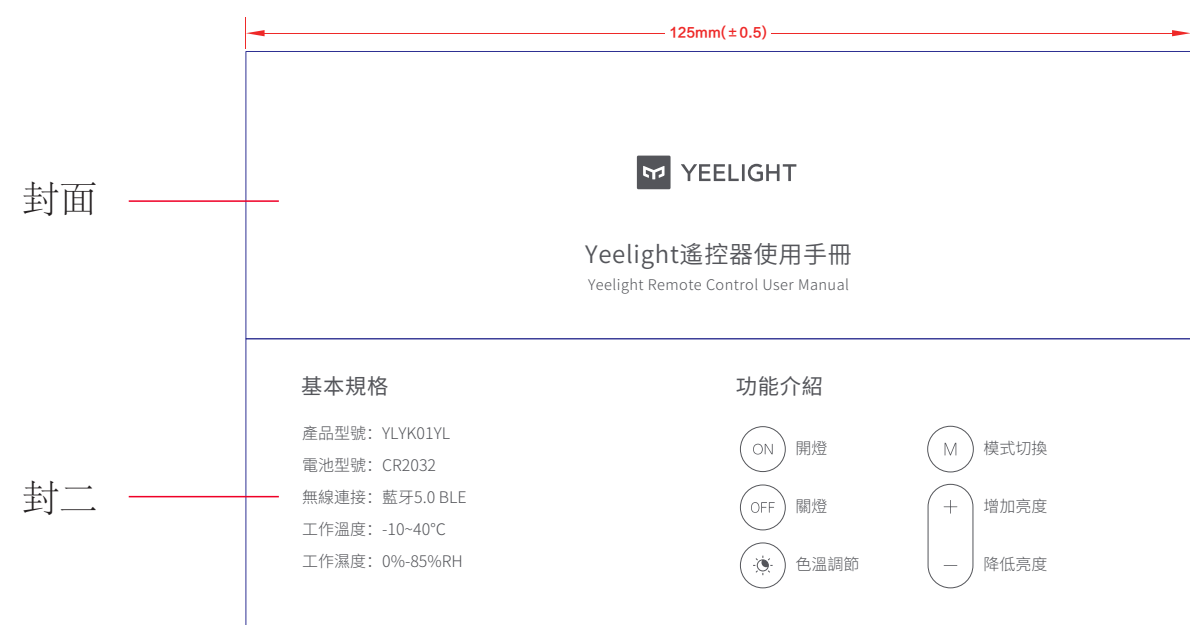 125mm(±0.5)
封面
YEELIGHT
Yeelight遙控器使用手冊
Yeelight Remote Control User Manual
封二
基本規格
產品型號：YLYK01YL
電池型號：CR2032
無線連接：藍牙5.0 BLE
工作溫度：-10~40℃
工作濕度：0%-85%RH
功能介紹
ON 開燈
M 模式切換
OFF 關燈
+ 增加亮度
色溫調節
− 降低亮度